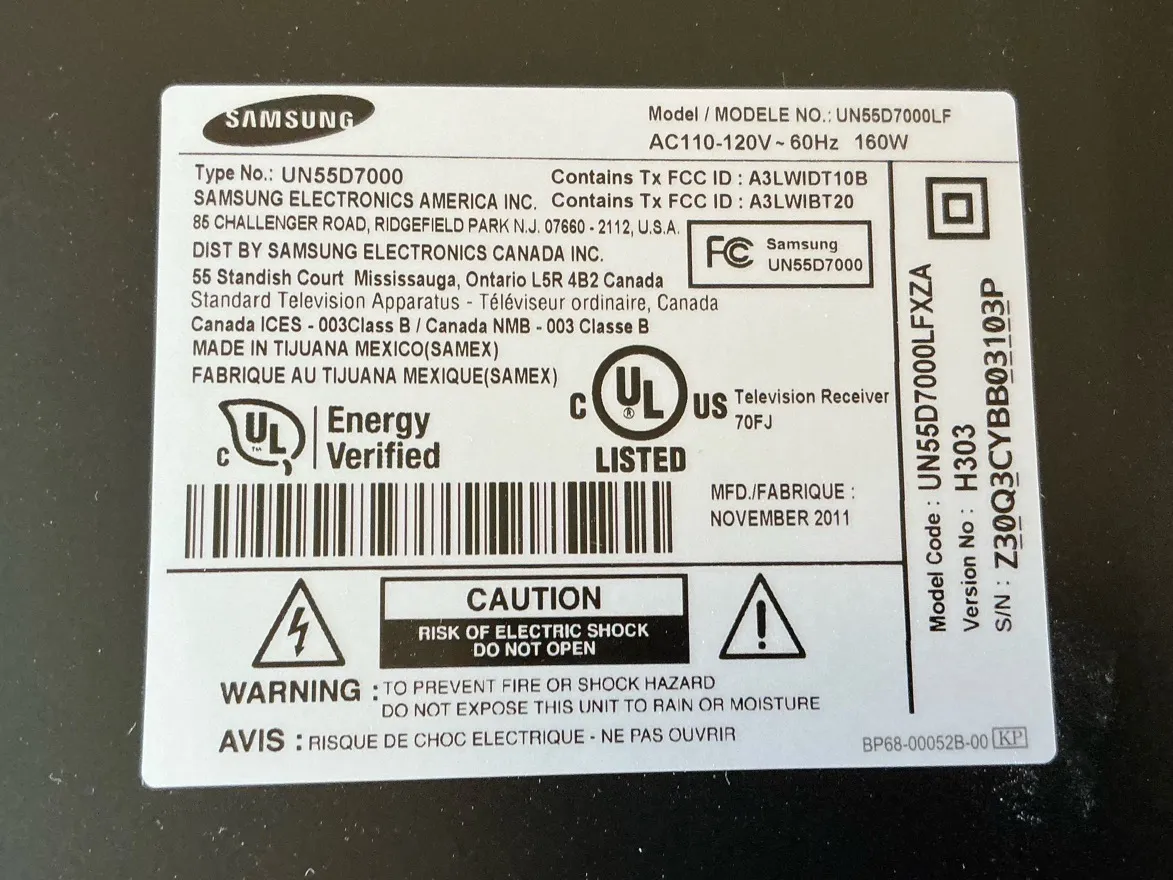 SAMSUNG
Model / MODELE NO.: UN55D7000LF
AC110-120V~ 60Hz 160W
Type No.: UN55D7000
Contains Tx FCC ID : A3LWIDT10B
SAMSUNG ELECTRONICS AMERICA INC.
Contains Tx FCC ID : A3LWIBT20
85 CHALLENGER ROAD, RIDGEFIELD PARK N.J. 07660 - 2112, U.S.A.
DIST BY SAMSUNG ELECTRONICS CANADA INC.
55 Standish Court Mississauga, Ontario L5R 4B2 Canada
FC Samsung
UN55D7000
Standard Television Apparatus - Téléviseur ordinaire, Canada
Canada ICES - 003Class B / Canada NMB - 003 Classe B
MADE IN TIJUANA MEXICO(SAMEX)
FABRIQUE AU TIJUANA MEXIQUE(SAMEX)
C UL ™ Energy
Verified
C UL ® US
LISTED
Television Receiver
70FJ
MFD./FABRIQUE :
NOVEMBER 2011
CAUTION
RISK OF ELECTRIC SHOCK
DO NOT OPEN
WARNING : TO PREVENT FIRE OR SHOCK HAZARD
DO NOT EXPOSE THIS UNIT TO RAIN OR MOISTURE
AVIS : RISQUE DE CHOC ELECTRIQUE - NE PAS OUVRIR
Model Code : UN55D7000LFXZA
Version No : H303
S/N : Z30Q3CYBB03103P
BP68-00052B-00 KP